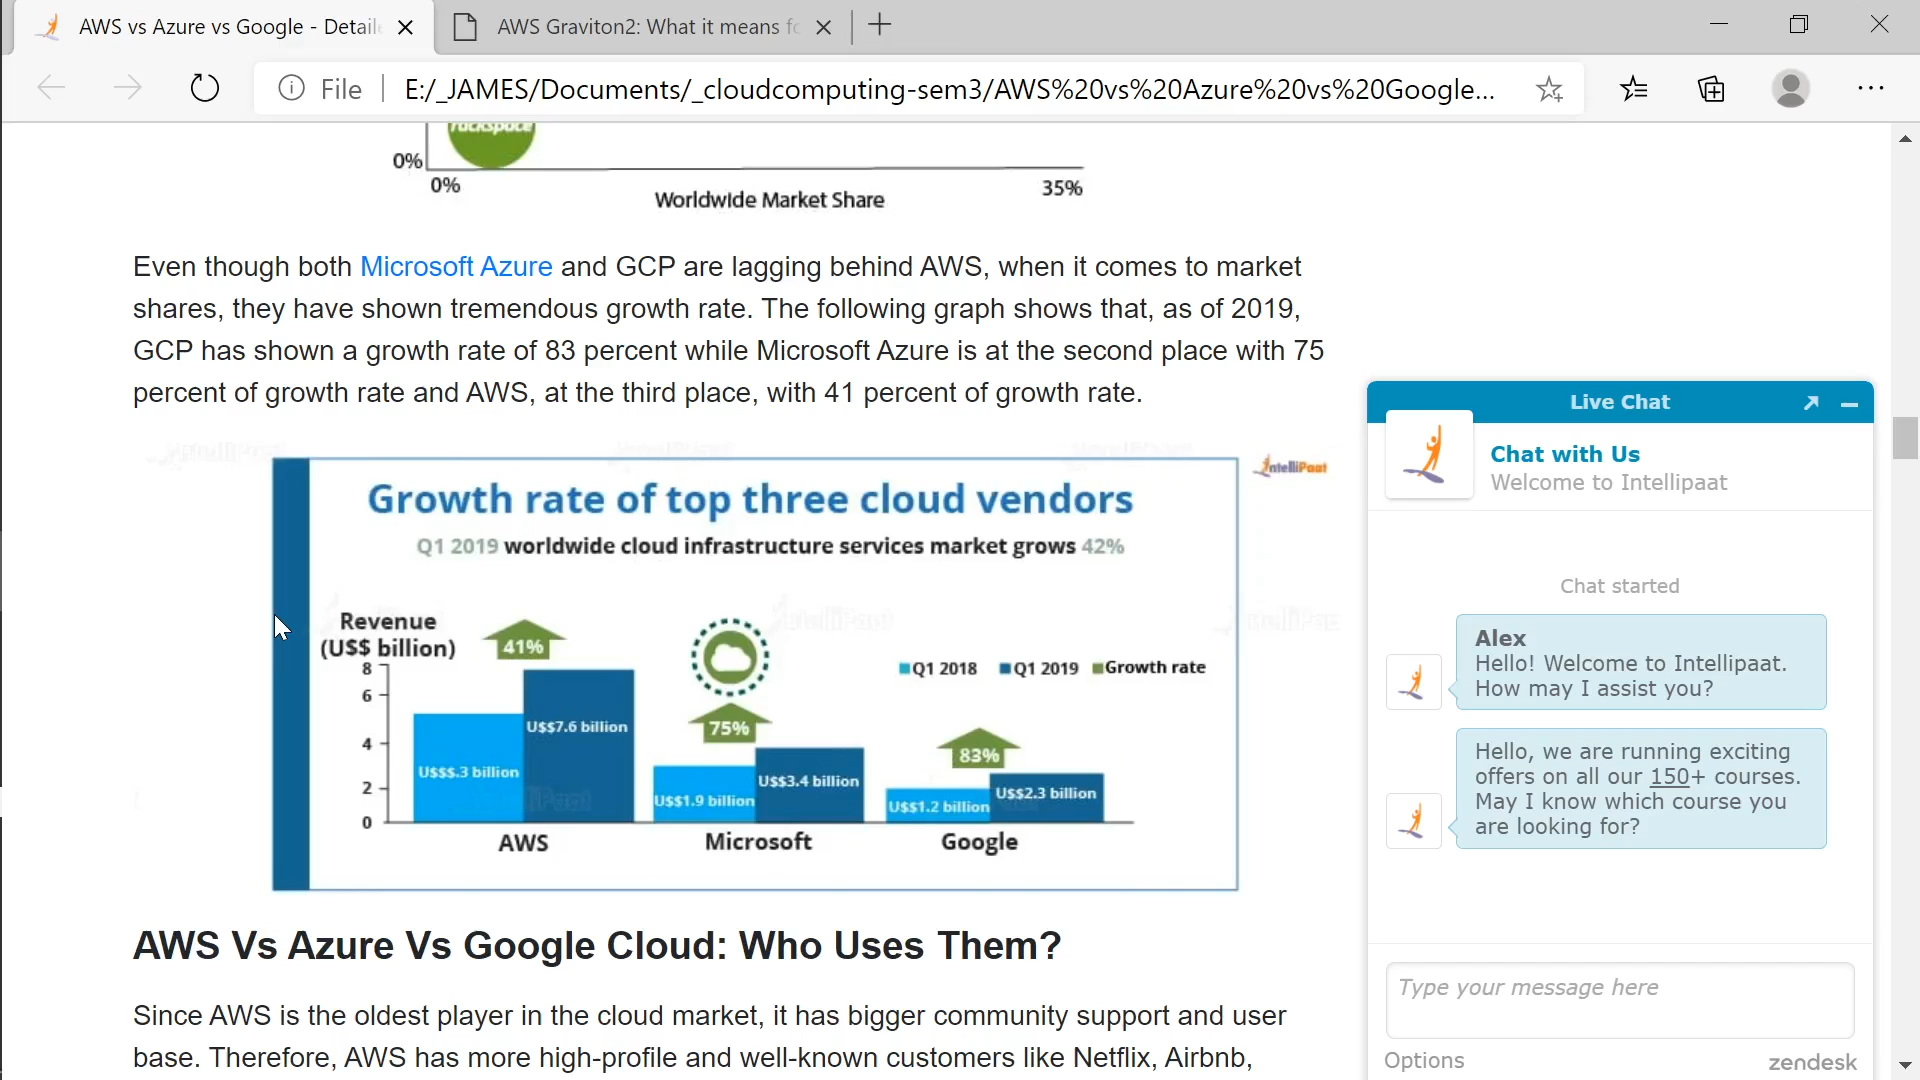 AWS vs Azure vs Google - Detaile
AWS Graviton2: What it means fo
File
E:/_JAMES/Documents/_cloudcomputing-sem3/AWS%20vs%20Azure%20vs%20Google...
rackspace
0%
0%
35%
Worldwide Market Share
Even though both Microsoft Azure and GCP are lagging behind AWS, when it comes to market
shares, they have shown tremendous growth rate. The following graph shows that, as of 2019,
GCP has shown a growth rate of 83 percent while Microsoft Azure is at the second place with 75
percent of growth rate and AWS, at the third place, with 41 percent of growth rate.
IntelliPaat
Growth rate of top three cloud vendors
Q1 2019 worldwide cloud infrastructure services market grows 42%
Revenue
(US$ billion)
8
6
4
2
0
41%
75%
83%
Q1 2018
Q1 2019
Growth rate
U$$$.3 billion
U$$7.6 billion
U$$1.9 billion
U$$3.4 billion
U$$1.2 billion
U$$2.3 billion
AWS
Microsoft
Google
AWS Vs Azure Vs Google Cloud: Who Uses Them?
Since AWS is the oldest player in the cloud market, it has bigger community support and user
base. Therefore, AWS has more high-profile and well-known customers like Netflix, Airbnb,
Live Chat
Chat with Us
Welcome to Intellipaat
Chat started
Alex
Hello! Welcome to Intellipaat.
How may I assist you?
Hello, we are running exciting
offers on all our 150+ courses.
May I know which course you
are looking for?
Type your message here
Options
zendesk